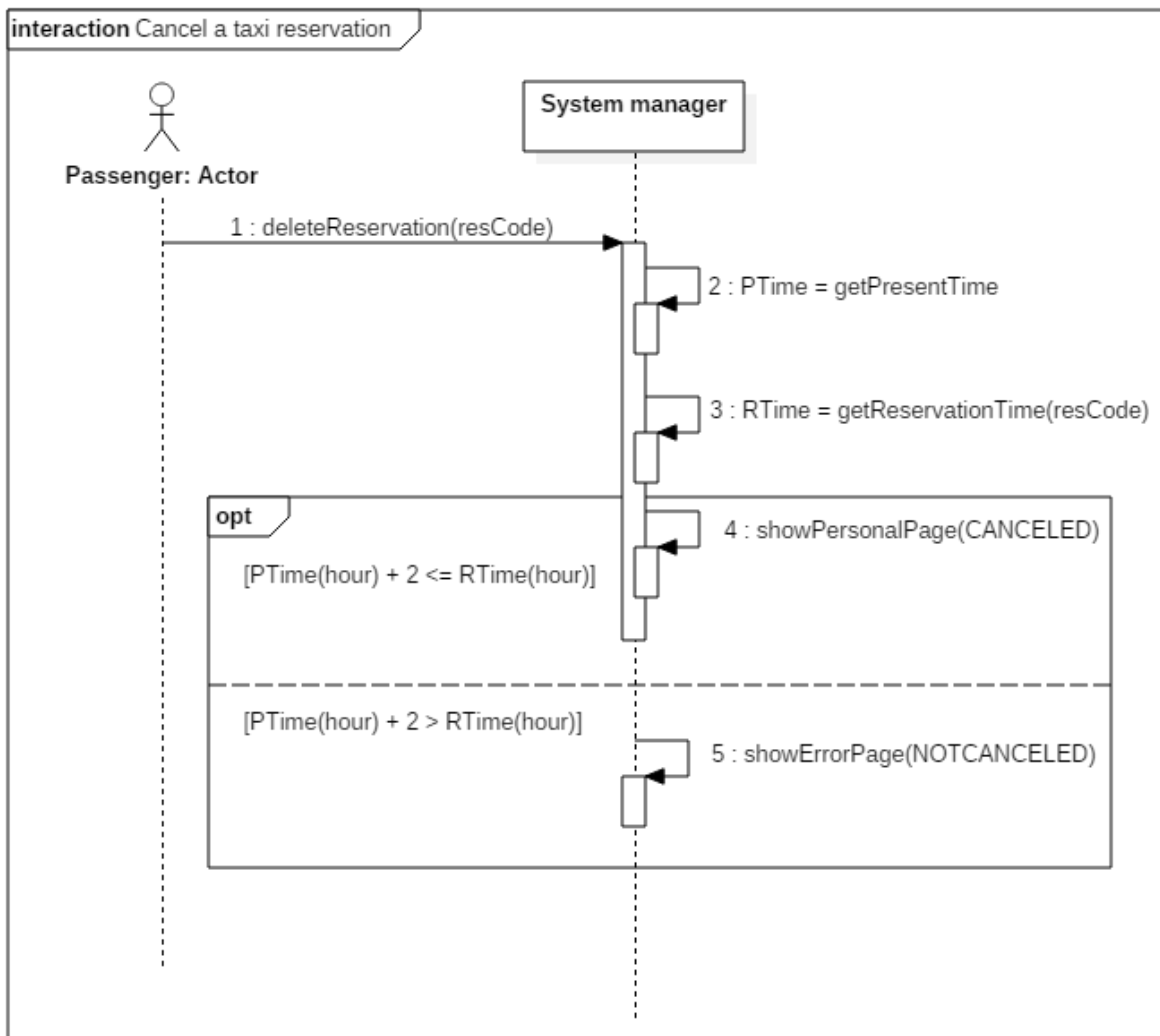 interaction Cancel a taxi reservation
System manager
Passenger: Actor
1 : deleteReservation(resCode)
2 : PTime = getPresentTime
3 : RTime = getReservationTime(resCode)
opt
4 : showPersonalPage(CANCELED)
[PTime(hour) + 2 <= RTime(hour)]
[PTime(hour) + 2 > RTime(hour)]
5 : showErrorPage(NOTCANCELED)